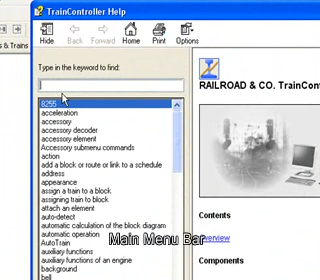 TrainController Help
Hide
Back
Forward
Home
Print
Options
s & Trains
Type in the keyword to find:
8255
acceleration
accessory
accessory decoder
accessory element
Accessory submenu commands
action
add a block or route or link to a schedule
address
appearance
assign a train to a block
assigning train to block
attach an element
auto-detect
automatic calculation of the block diagram
automatic operation
AutoTrain
auxiliary functions
auxiliary functions of an engine
background
bell
RAILROAD & CO. TrainCont
Contents
Overview
Components
Main Menu Bar